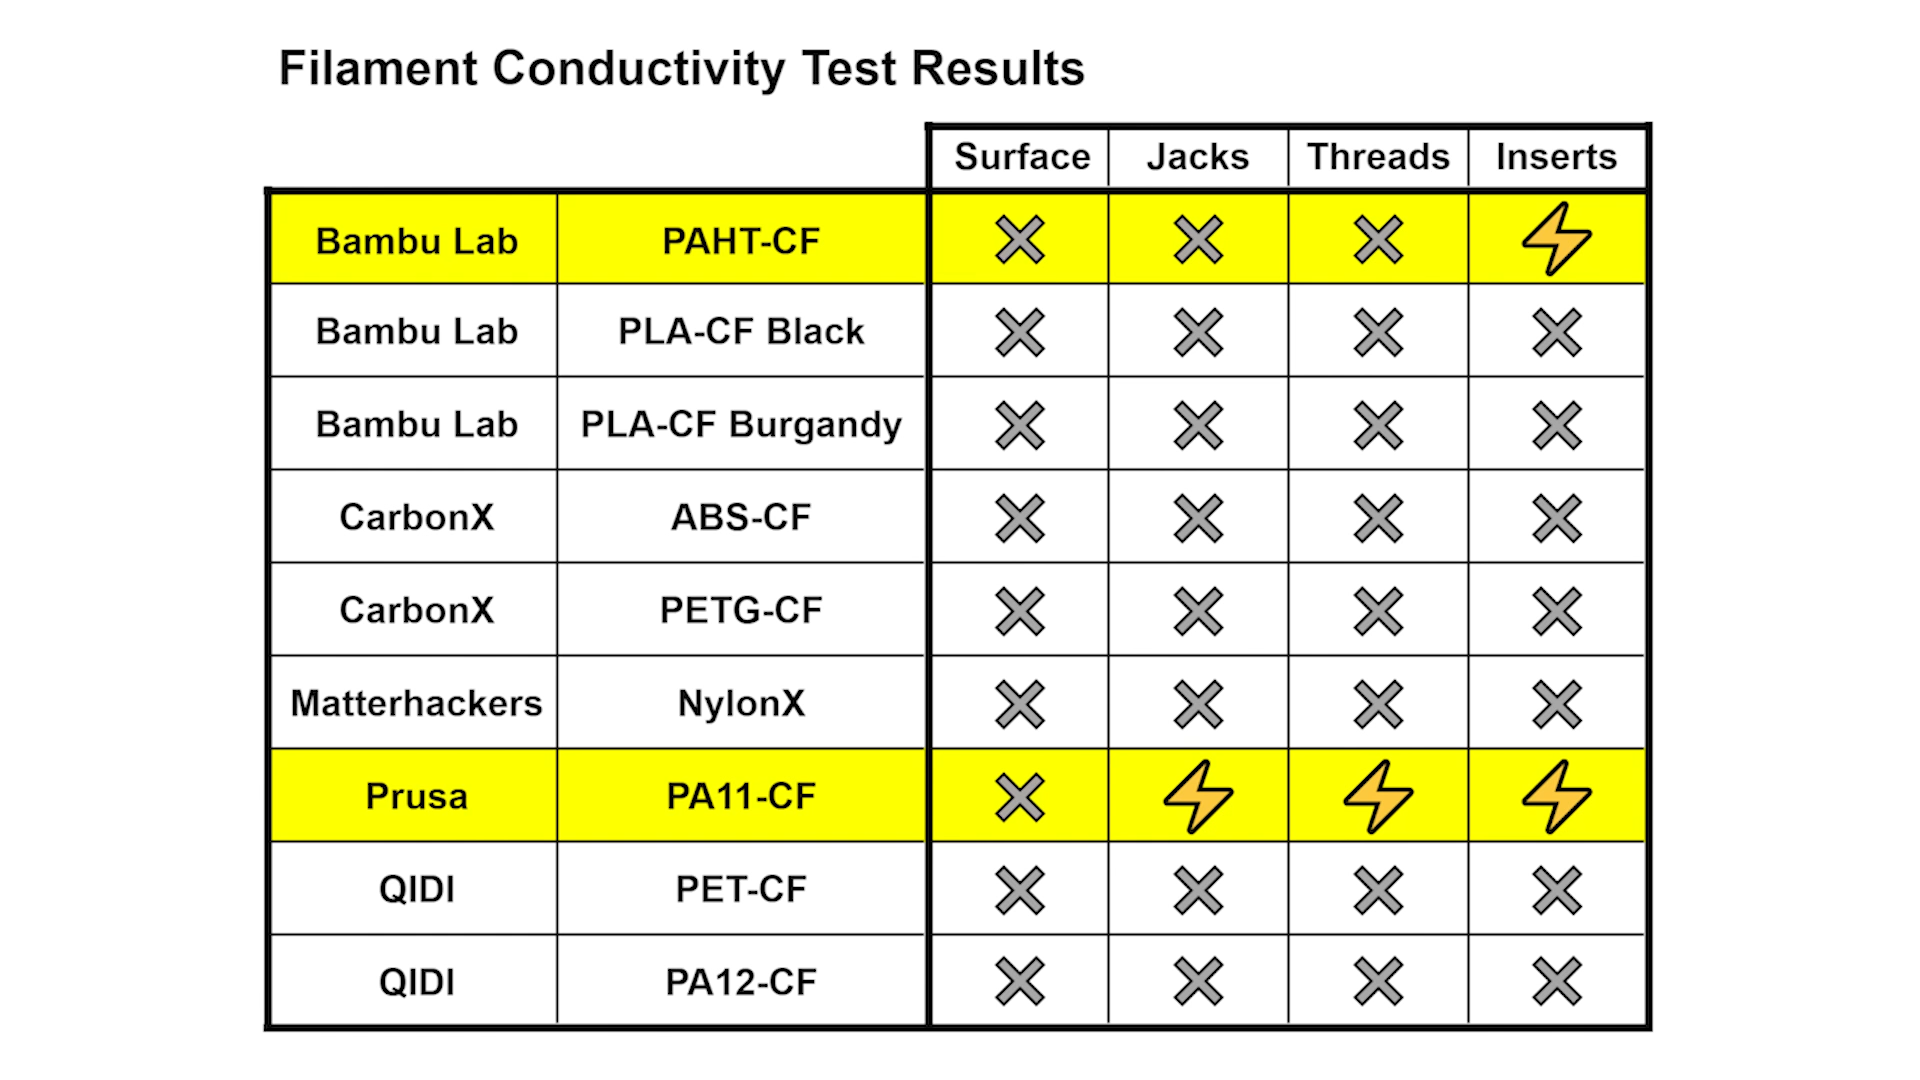 Filament Conductivity Test Results
Surface Jacks Threads Inserts
Bambu Lab PAHT-CF
Bambu Lab PLA-CF Black
Bambu Lab PLA-CF Burgandy
CarbonX ABS-CF
CarbonX PETG-CF
Matterhackers NylonX
Prusa PA11-CF
QIDI PET-CF
QIDI PA12-CF